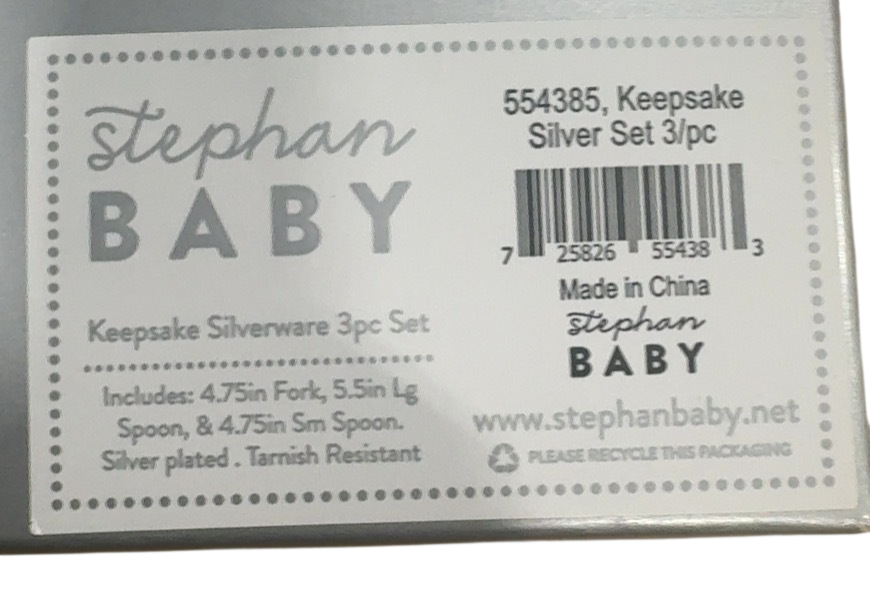 stephan
BABY
Keepsake Silverware 3pc Set
Includes: 4.75in Fork, 5.5in Lg
Spoon, & 4.75in Sm Spoon.
Silver plated . Tarnish Resistant
554385, Keepsake
Silver Set 3/pc
7 25826 55438 3
Made in China
stephan
BABY
www.stephanbaby.net
PLEASE RECYCLE THIS PACKAGING